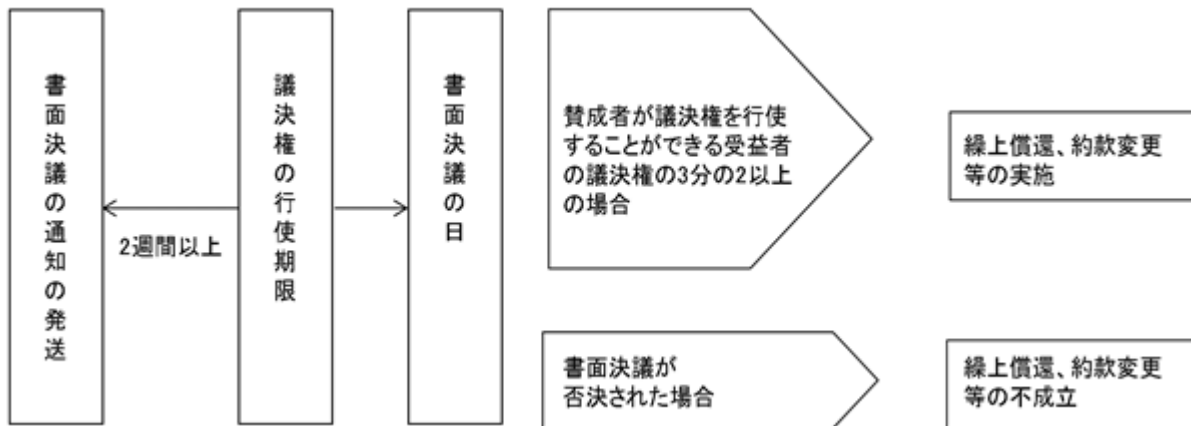 書面決議の通知の発送
2週間以上
議決権の行使期限
書面決議の日
賛成者が議決権を行使
することができる受益者
の議決権の3分の2以上
の場合
繰上償還、約款変更
等の実施
書面決議が
否決された場合
繰上償還、約款変更
等の不成立